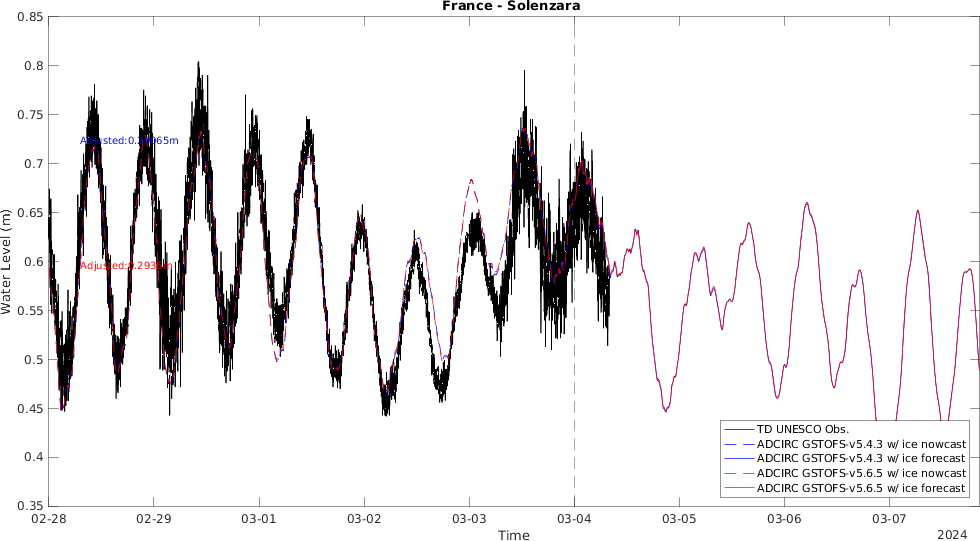 France - Solenzara
0.85
0.8
0.75
0.7
0.65
0.6
0.55
0.5
0.45
0.4
0.35
Water Level (m)
TD UNESCO Obs.
ADCIRC GSTOFS-v5.4.3 w/ ice nowcast
ADCIRC GSTOFS-v5.4.3 w/ ice forecast
ADCIRC GSTOFS-v5.6.5 w/ ice nowcast
ADCIRC GSTOFS-v5.6.5 w/ ice forecast
02-28
02-29
03-01
03-02
03-03
03-04
03-05
03-06
03-07
Time
2024